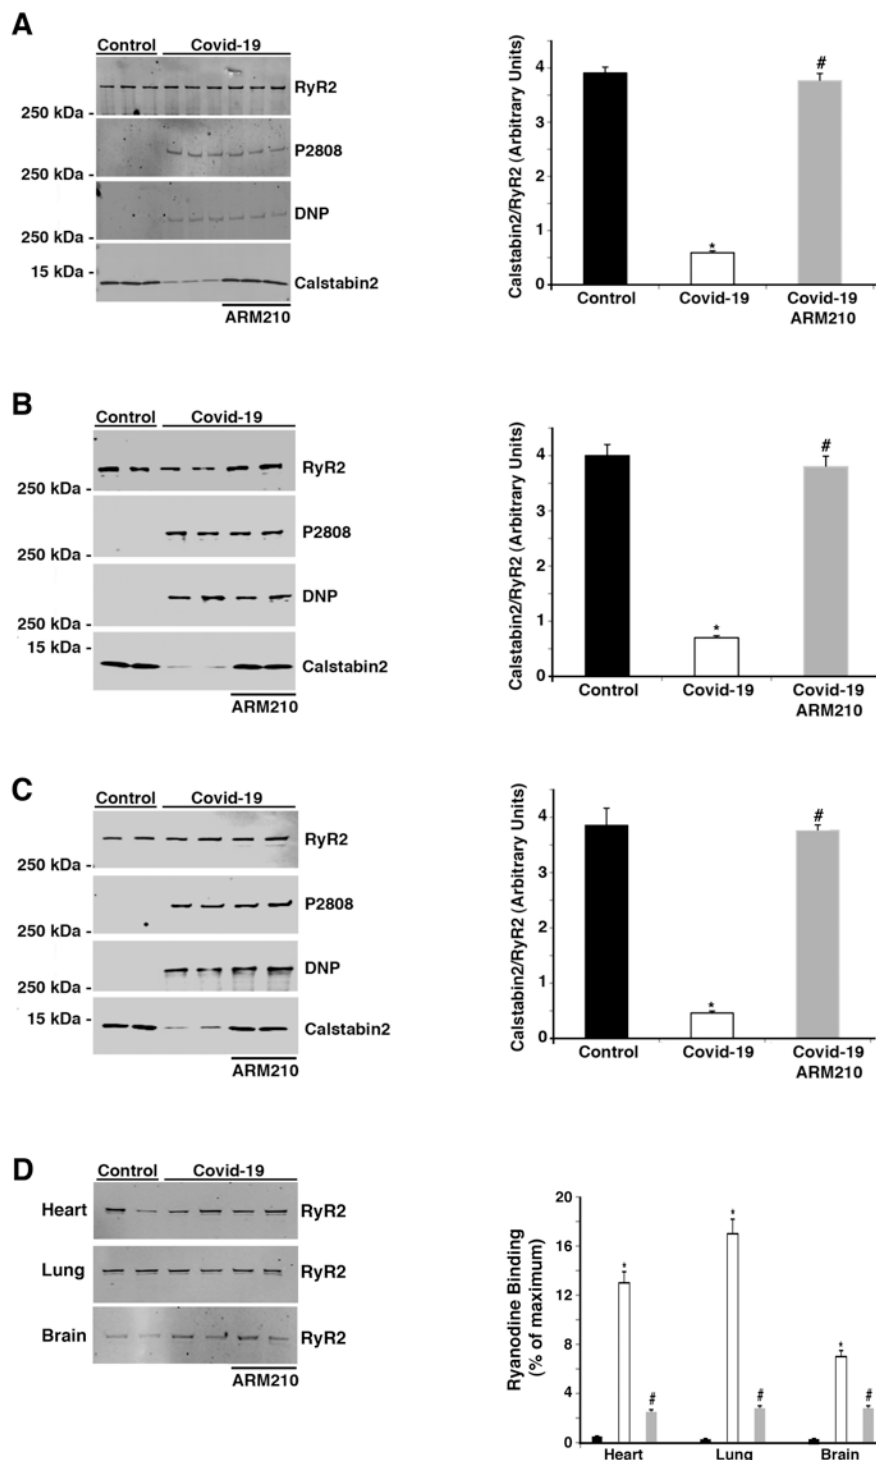 A
Control Covid-19
RyR2
250 kDa -
P2808
250 kDa -
DNP
250 kDa -
15 kDa -
Calstabin2
ARM210
Calstabin2/RyR2 (Arbitrary Units)
4
3
2
1
0
*
#
Control Covid-19 Covid-19
ARM210
B
Control Covid-19
RyR2
250 kDa -
P2808
250 kDa -
DNP
250 kDa -
15 kDa -
Calstabin2
ARM210
Calstabin2/RyR2 (Arbitrary Units)
4
3
2
1
0
*
#
Control Covid-19 Covid-19
ARM210
C
Control Covid-19
RyR2
250 kDa -
P2808
250 kDa -
DNP
250 kDa -
15 kDa -
Calstabin2
ARM210
Calstabin2/RyR2 (Arbitrary Units)
4
3
2
1
0
*
#
Control Covid-19 Covid-19
ARM210
D
Control Covid-19
Heart RyR2
Lung RyR2
Brain RyR2
ARM210
Ryanodine Binding
(% of maximum)
20
16
12
8
4
0
* # * # * #
Heart Lung Brain